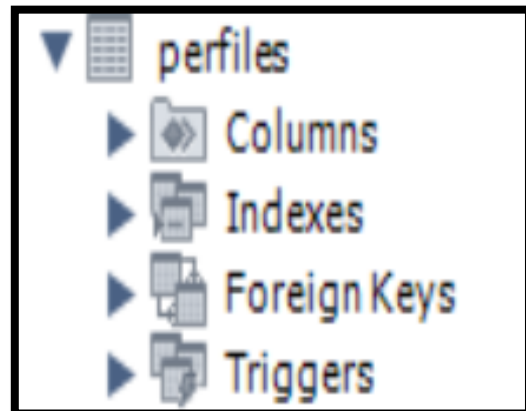 perfiles
Columns
Indexes
Foreign Keys
Triggers